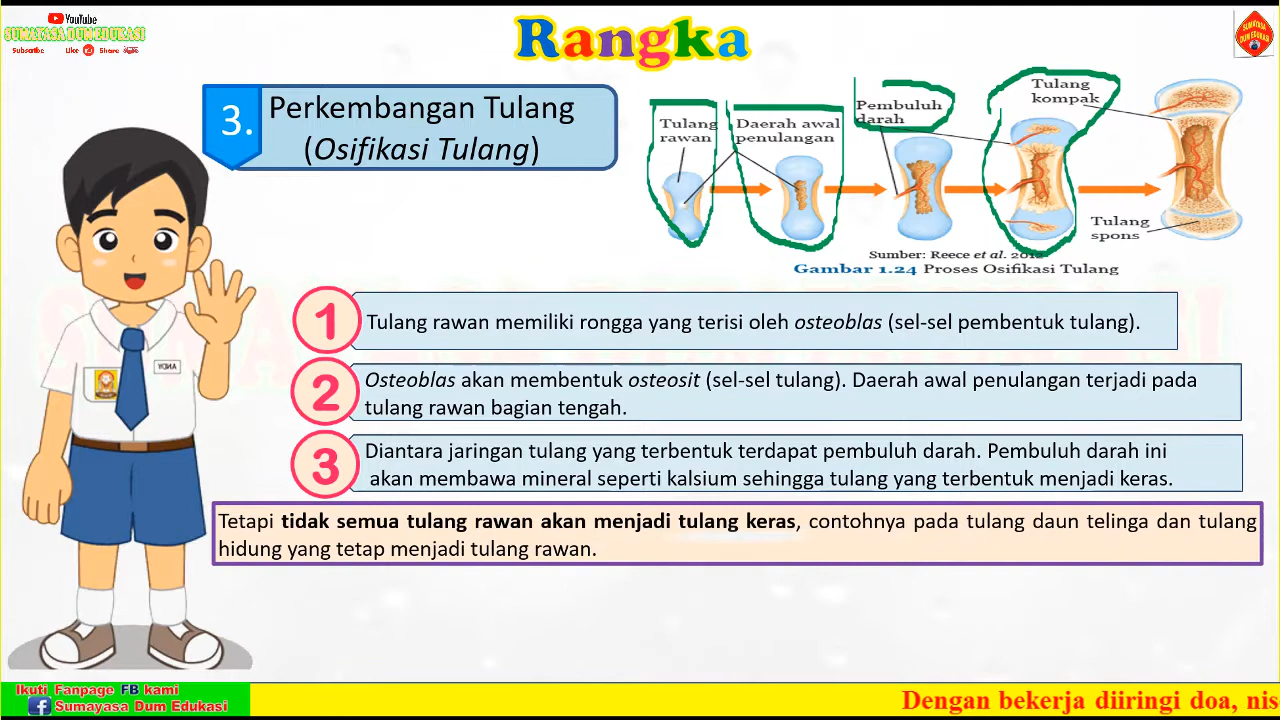 YouTube
SUMAYASA DUM EDUKASI
Subscribe Like Share
Rangka
SUMAYASA
DUM EDUKASI
3.
Perkembangan Tulang
(Osifikasi Tulang)
Tulang
rawan
Daerah awal
penulangan
Pembuluh
darah
Tulang
kompak
Tulang
spons
Sumber: Reece et al. 2012
Gambar 1.24 Proses Osifikasi Tulang
ANDY
1
Tulang rawan memiliki rongga yang terisi oleh osteoblas (sel-sel pembentuk tulang).
2
Osteoblas akan membentuk osteosit (sel-sel tulang). Daerah awal penulangan terjadi pada
tulang rawan bagian tengah.
3
Diantara jaringan tulang yang terbentuk terdapat pembuluh darah. Pembuluh darah ini
akan membawa mineral seperti kalsium sehingga tulang yang terbentuk menjadi keras.
Tetapi tidak semua tulang rawan akan menjadi tulang keras, contohnya pada tulang daun telinga dan tulang
hidung yang tetap menjadi tulang rawan.
Ikuti Fanpage FB kami
Sumayasa Dum Edukasi
Dengan bekerja diiringi doa, nis